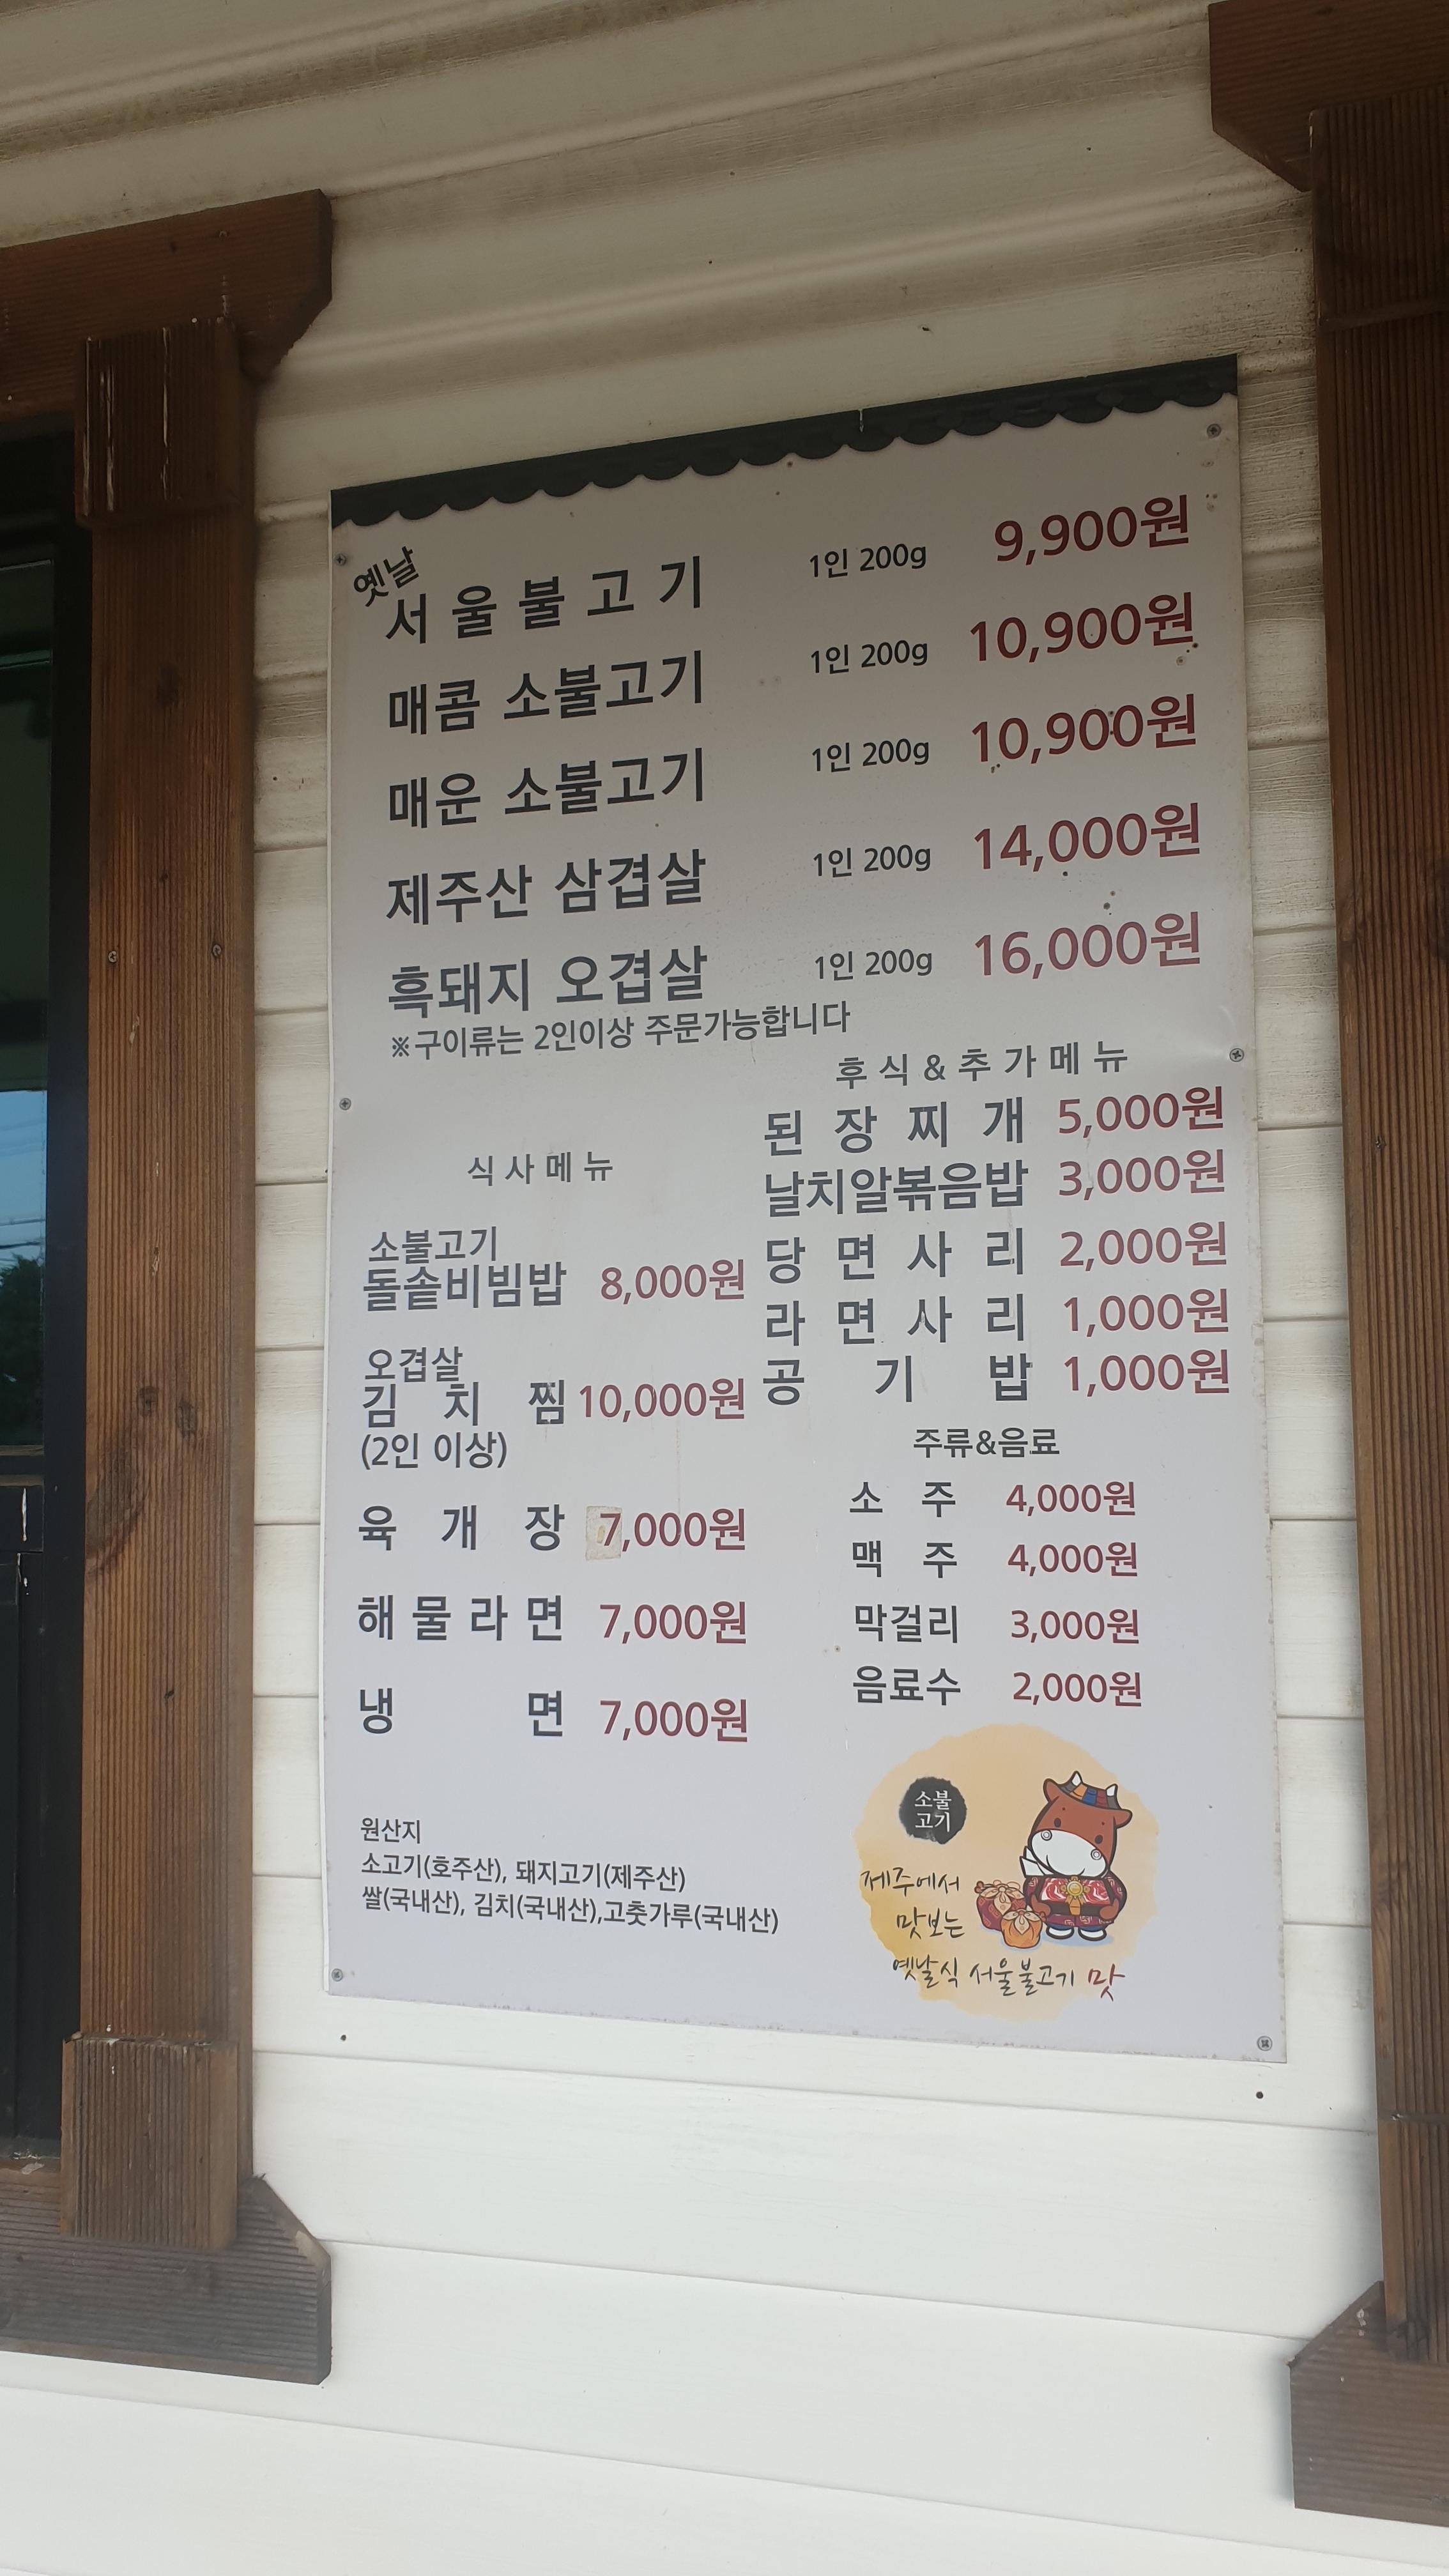 옛날
서울불고기 1인 200g 9,900원
매콤 소불고기 1인 200g 10,900원
매운 소불고기 1인 200g 10,900원
제주산 삼겹살 1인 200g 14,000원
흑돼지 오겹살 1인 200g 16,000원
※구이류는 2인이상 주문가능합니다
식사메뉴
소불고기
돌솥비빔밥 8,000원
오겹살
김치찜 10,000원
(2인 이상)
육개장 7,000원
해물라면 7,000원
냉면 7,000원
후식&추가메뉴
된장찌개 5,000원
날치알볶음밥 3,000원
당면사리 2,000원
라면사리 1,000원
공기밥 1,000원
주류&음료
소주 4,000원
맥주 4,000원
막걸리 3,000원
음료수 2,000원
원산지
소고기(호주산), 돼지고기(제주산)
쌀(국내산), 김치(국내산),고춧가루(국내산)
소불
고기
제주에서
맛보는
옛날식 서울불고기 맛